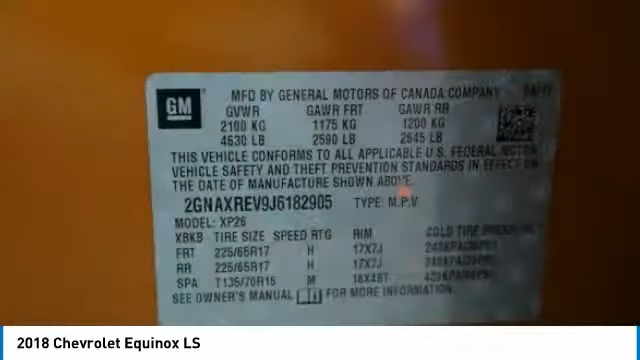 GM
MFD BY GENERAL MOTORS OF CANADA COMPANY
GVWR GAWR FRT GAWR RR
2100 KG 1175 KG 1200 KG
4630 LB 2590 LB 2645 LB
THIS VEHICLE CONFORMS TO ALL APPLICABLE U.S. FEDERAL MOTOR
VEHICLE SAFETY AND THEFT PREVENTION STANDARDS IN EFFECT ON
THE DATE OF MANUFACTURE SHOWN ABOVE.
2GNAXREV9J6182905 TYPE: M.P.V
MODEL: XP26
XBKB TIRE SIZE SPEED RTG RIM COLD TIRE PRESSURE
FRT 225/65R17 H 17X7J
RR 225/65R17 H 17X7J
SPA T135/70R16 M
SEE OWNER'S MANUAL FOR MORE INFORMATION.
2018 Chevrolet Equinox LS